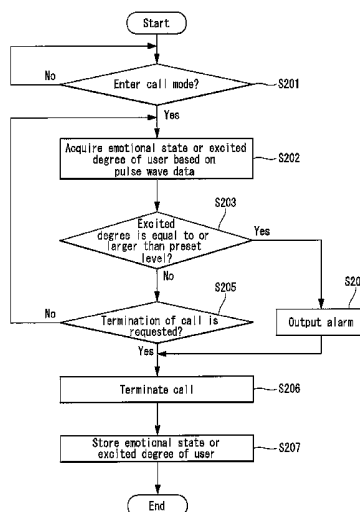 Start
No
Enter call mode?
S201
Yes
Acquire emotional state or excited
degree of user based on
pulse wave data
S202
S203
Excited
degree is equal to or
larger than preset
level?
Yes
No
S205
Termination of call is
requested?
No
Output alarm
Yes
Terminate call
S206
Store emotional state or
excited degree of user
S207
End